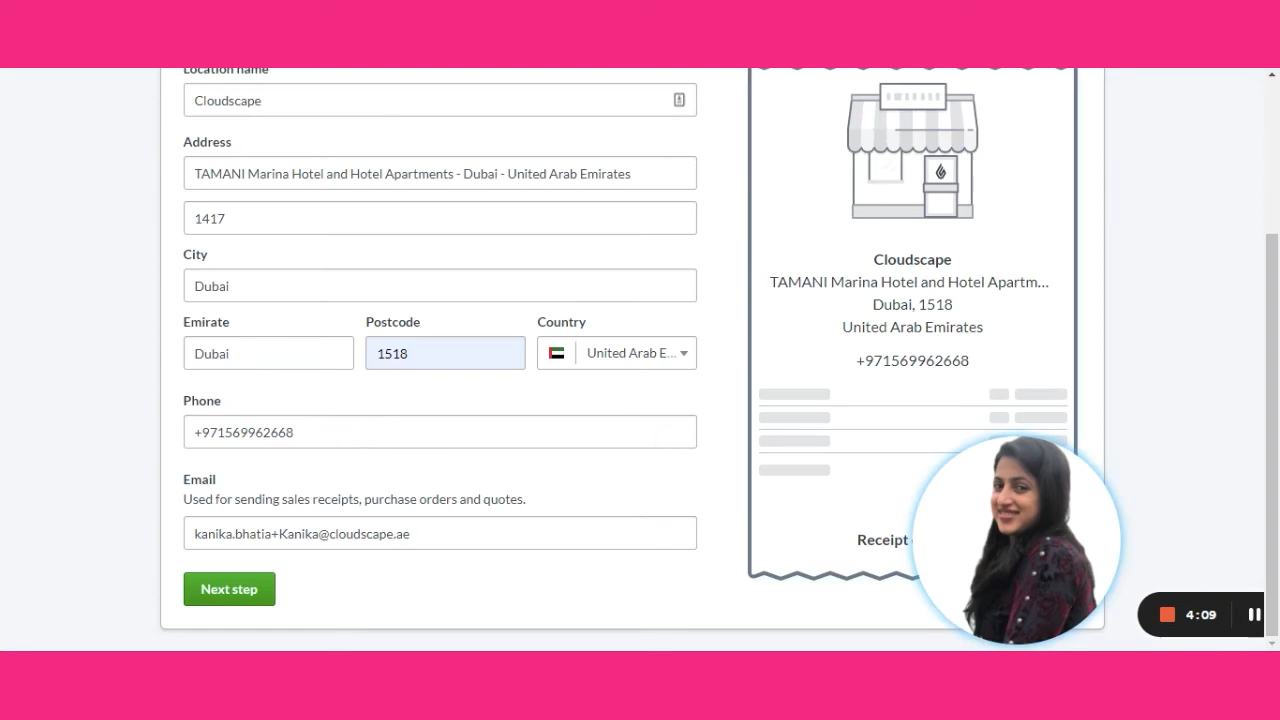 Location name
Cloudscape
Address
TAMANI Marina Hotel and Hotel Apartments - Dubai - United Arab Emirates
1417
City
Dubai
Emirate Postcode Country
Dubai 1518 United Arab E...
Phone
+971569962668
Email
Used for sending sales receipts, purchase orders and quotes.
kanika.bhatia+Kanika@cloudscape.ae
Next step
Cloudscape
TAMANI Marina Hotel and Hotel Apartm...
Dubai, 1518
United Arab Emirates
+971569962668
Receipt
4:09